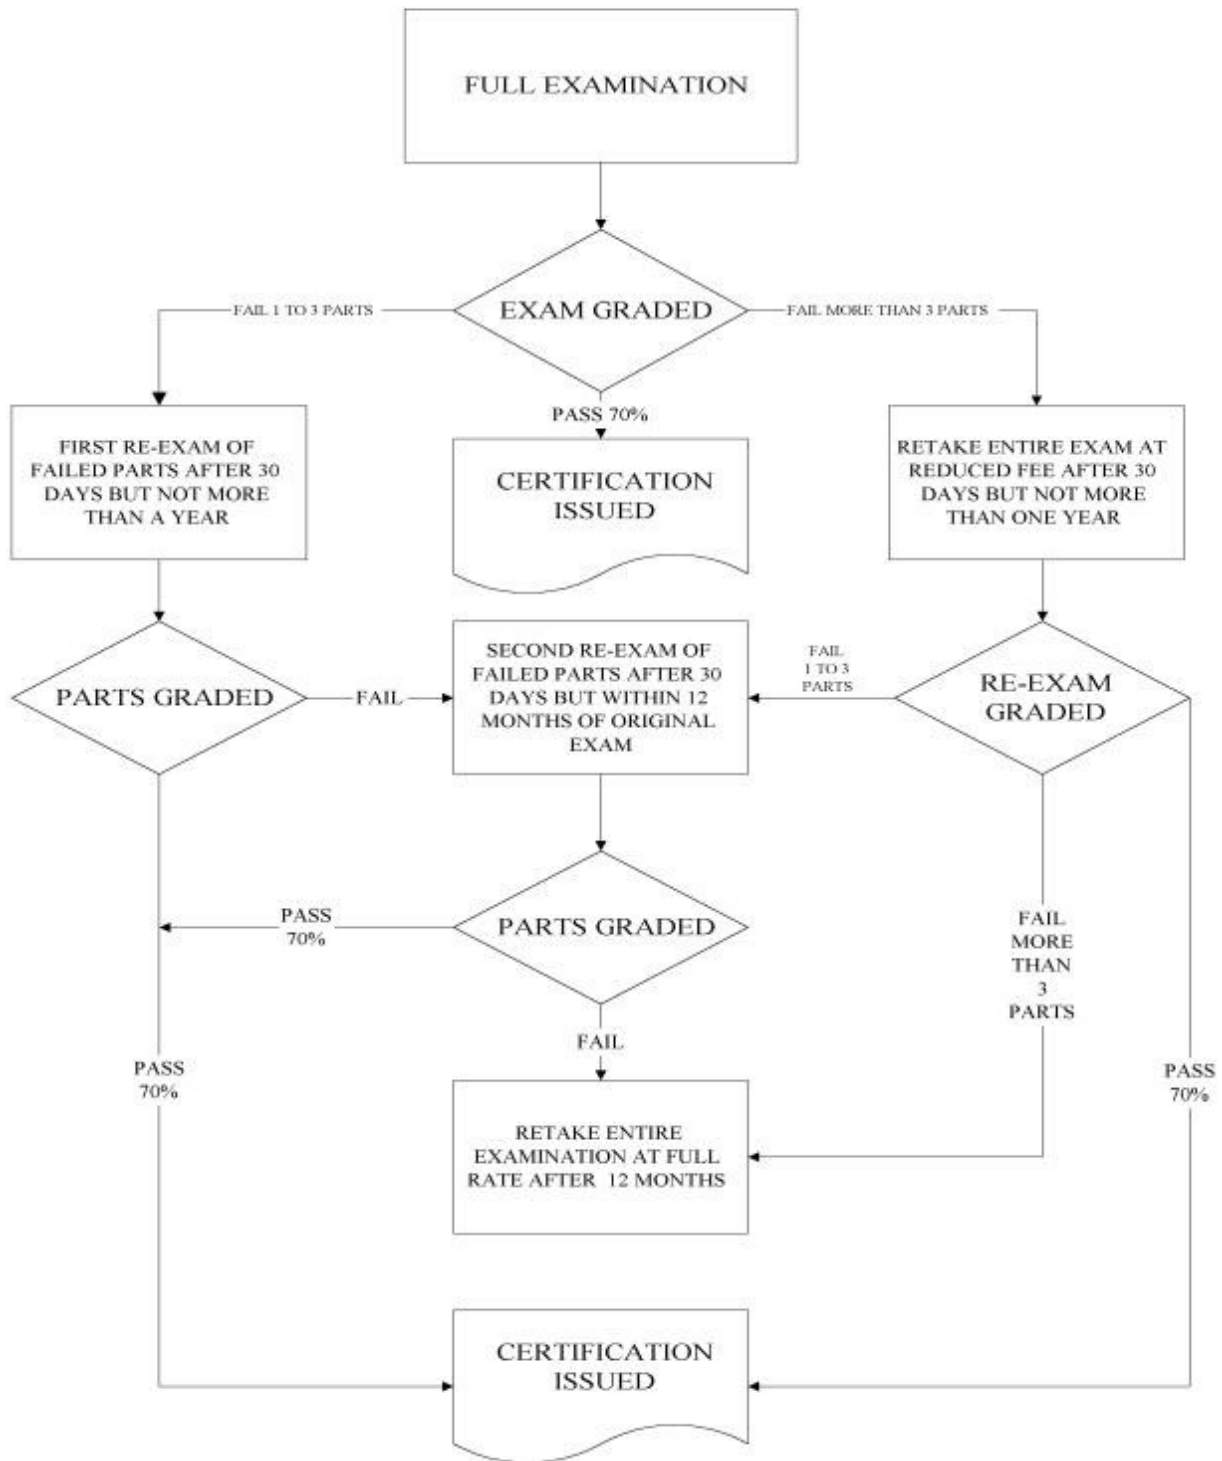 FULL EXAMINATION
EXAM GRADED
FAIL 1 TO 3 PARTS
FAIL MORE THAN 3 PARTS
PASS 70%
FIRST RE-EXAM OF
FAILED PARTS AFTER 30
DAYS BUT NOT MORE
THAN A YEAR
CERTIFICATION
ISSUED
RETAKE ENTIRE EXAM AT
REDUCED FEE AFTER 30
DAYS BUT NOT MORE
THAN ONE YEAR
PARTS GRADED
FAIL
SECOND RE-EXAM OF
FAILED PARTS AFTER 30
DAYS BUT WITHIN 12
MONTHS OF ORIGINAL
EXAM
FAIL
1 TO 3
PARTS
RE-EXAM
GRADED
PASS
70%
PARTS GRADED
FAIL
MORE
THAN
3
PARTS
FAIL
PASS
70%
PASS
70%
RETAKE ENTIRE
EXAMINATION AT FULL
RATE AFTER 12 MONTHS
CERTIFICATION
ISSUED